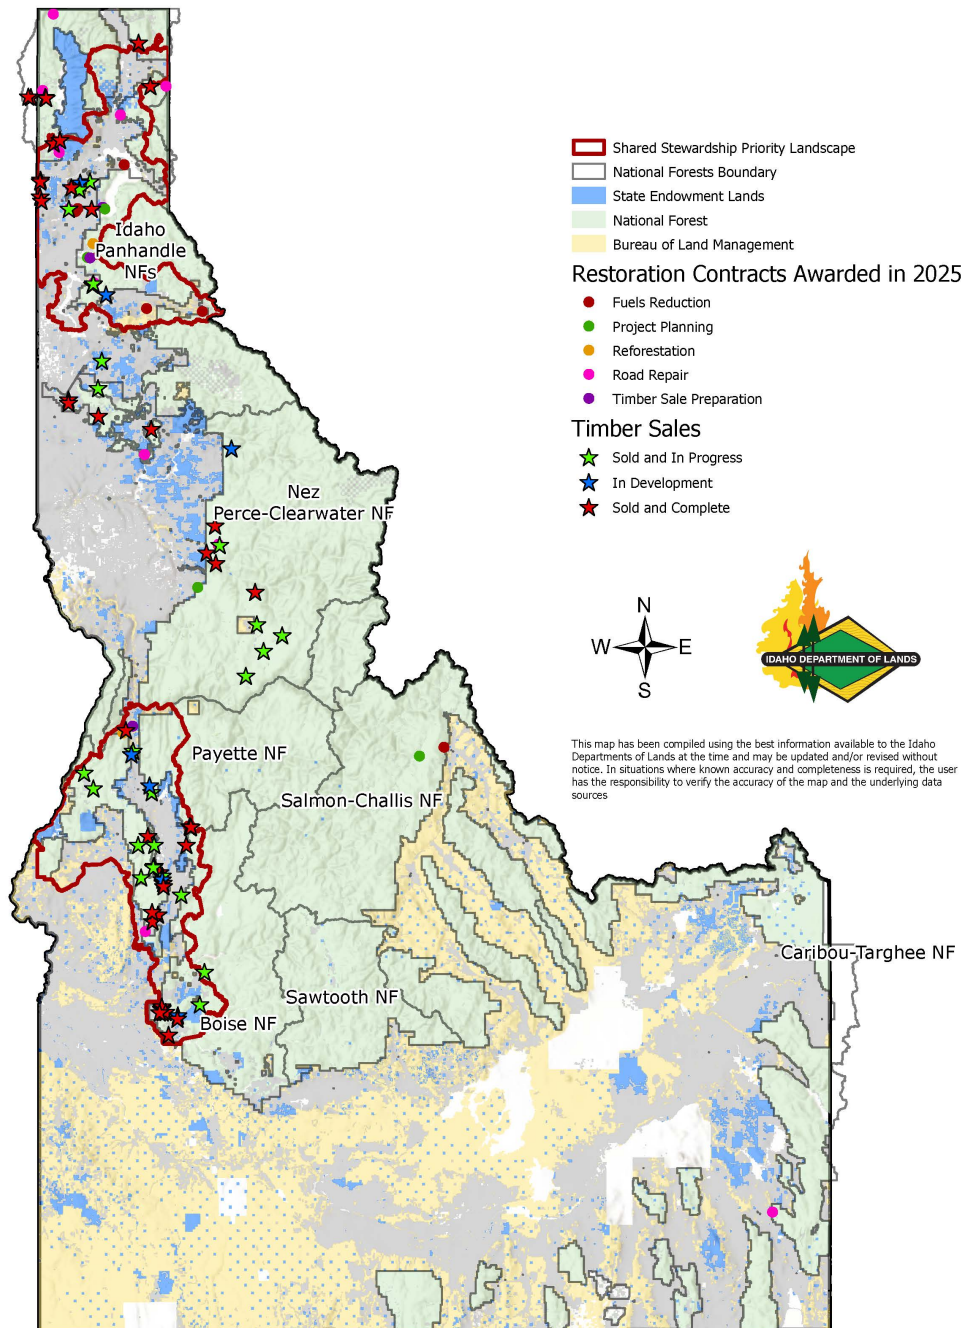 Shared Stewardship Priority Landscape
National Forests Boundary
State Endowment Lands
National Forest
Bureau of Land Management
Restoration Contracts Awarded in 2025
Fuels Reduction
Project Planning
Reforestation
Road Repair
Timber Sale Preparation
Timber Sales
Sold and In Progress
In Development
Sold and Complete
Idaho
Panhandle
NFs
Nez
Perce-Clearwater NF
N
W
E
S
IDAHO DEPARTMENT OF LANDS
This map has been compiled using the best information available to the Idaho
Departments of Lands at the time and may be updated and/or revised without
notice. In situations where known accuracy and completeness is required, the user
has the responsibility to verify the accuracy of the map and the underlying data
sources
Payette NF
Salmon-Challis NF
Caribou-Targhee NF
Sawtooth NF
Boise NF